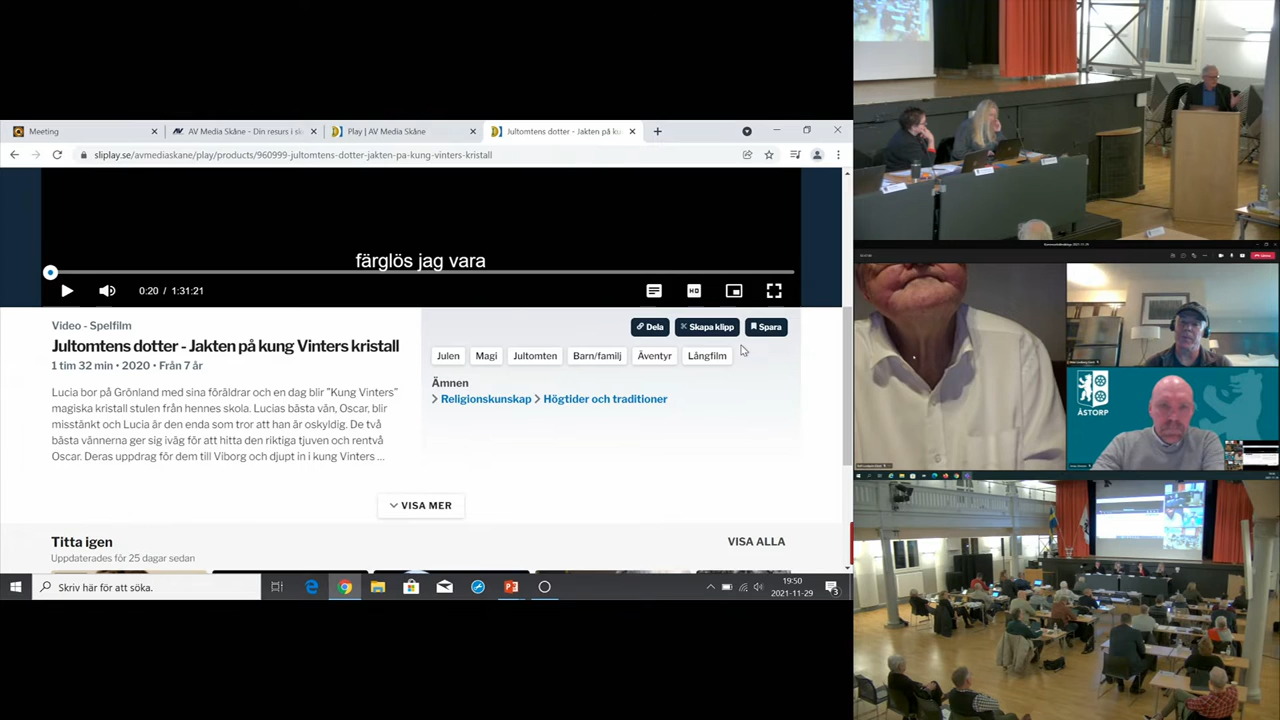 Meeting
AV Media Skåne - Din resurs i sk
Play | AV Media Skåne
Jultomtens dotter - Jakten på ku
sliplay.se/avmediaskane/play/products/960999-jultomtens-dotter-jakten-pa-kung-vinters-kristall
färglös jag vara
0:20 / 1:31:21
HD
Video - Spelfilm
Dela
Skapa klipp
Spara
Jultomtens dotter - Jakten på kung Vinters kristall
1 tim 32 min • 2020 • Från 7 år
Julen
Magi
Jultomten
Barn/familj
Äventyr
Långfilm
Lucia bor på Grönland med sina föräldrar och en dag blir "Kung Vinters"
magiska kristall stulen från hennes skola. Lucias bästa vän, Oscar, blir
misstänkt och Lucia är den enda som tror att han är oskyldig. De två
bästa vännerna ger sig iväg för att hitta den riktiga tjuven och rentvå
Oscar. Deras uppdrag för dem till Viborg och djupt in i kung Vinters ...
Ämnen
Religionskunskap
Högtider och traditioner
VISA MER
Titta igen
VISA ALLA
Uppdaterades för 25 dagar sedan
Skriv här för att söka.
19:50
2021-11-29
3
ÅSTORP